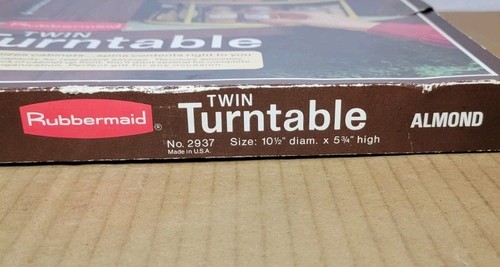 TWIN
Turntable
Rubbermaid®
TWIN
Turntable
ALMOND
No. 2937 Size: 10½" diam. x 5¾" high
Made in U.S.A.